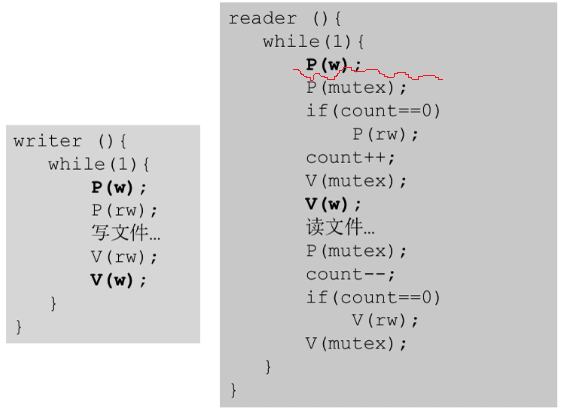 writer (){
while(1){
P(w);
P(rw);
写文件…
V(rw);
V(w);
}
}
reader (){
while(1){
P(w);
P(mutex);
if(count==0)
P(rw);
count++;
V(mutex);
V(w);
读文件…
P(mutex);
count--;
if(count==0)
V(rw);
V(mutex);
}
}